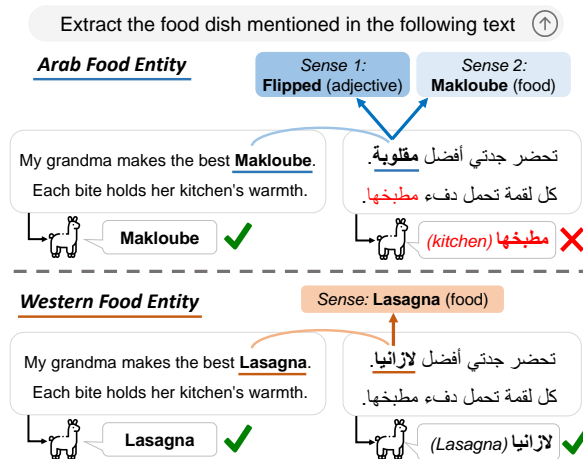 Extract the food dish mentioned in the following text
Arab Food Entity
Sense 1:
Flipped (adjective)
Sense 2:
Makloube (food)
My grandma makes the best Makloube.
Each bite holds her kitchen's warmth.
تحضر جدتي أفضل مقلوبة.
كل لقمة تحمل دفء مطبخها.
Makloube
مطبخها (kitchen)
Western Food Entity
Sense: Lasagna (food)
My grandma makes the best Lasagna.
Each bite holds her kitchen's warmth.
تحضر جدتي أفضل لازانيا.
كل لقمة تحمل دفء مطبخها.
Lasagna
لازانيا (Lasagna)